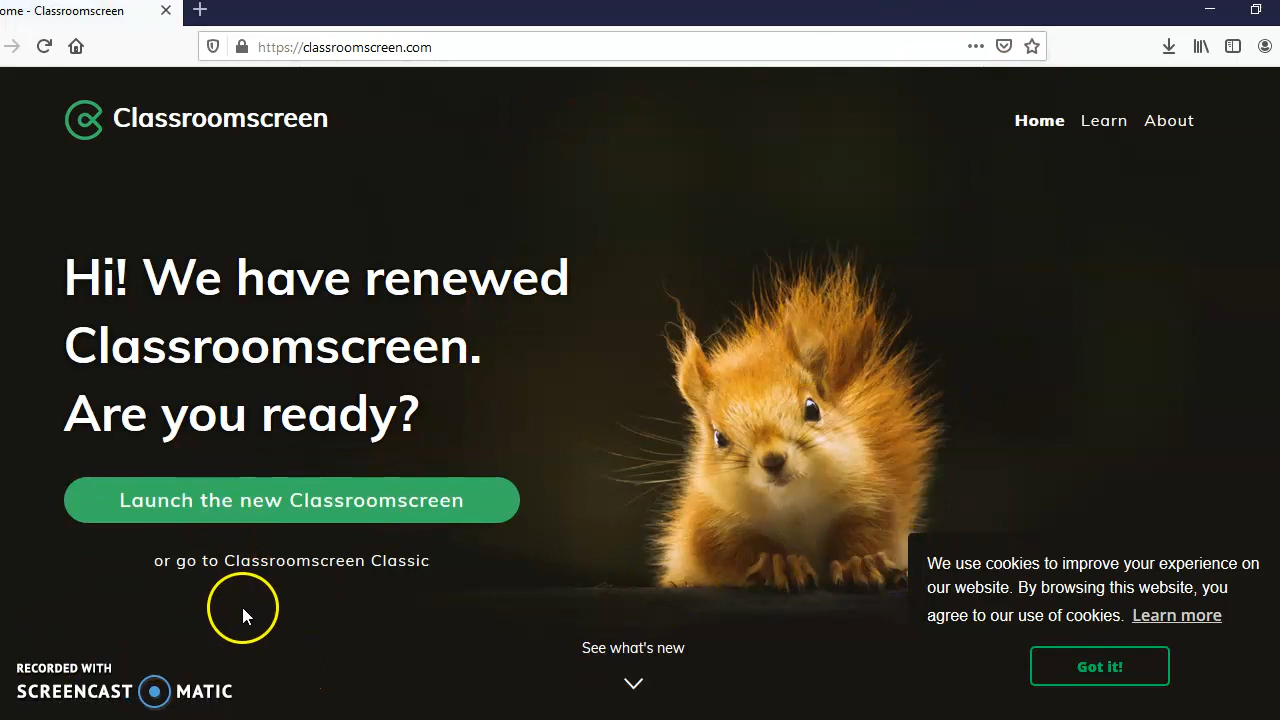 ome - Classroomscreen
https://classroomscreen.com
Classroomscreen
Home Learn About
Hi! We have renewed
Classroomscreen.
Are you ready?
Launch the new Classroomscreen
or go to Classroomscreen Classic
We use cookies to improve your experience on
our website. By browsing this website, you
agree to our use of cookies. Learn more
Got it!
See what's new
RECORDED WITH
SCREENCAST MATIC